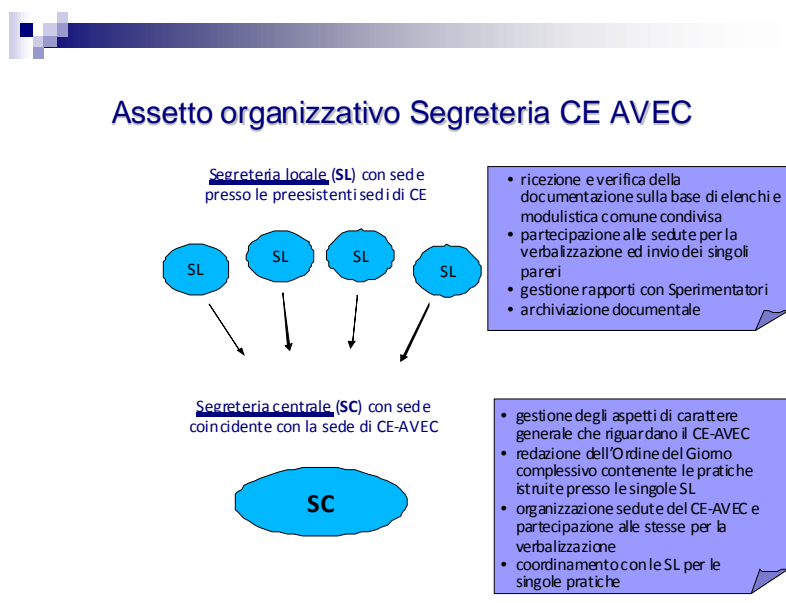 Assetto organizzativo Segreteria CE AVEC
Segreteria locale (SL) con sede
presso le preesistenti sedi di CE
SL
SL
SL
SL
• ricezione e verifica della
documentazione sulla base di elenchi e
modulistica comune condivisa
• partecipazione alle sedute per la
verbalizzazione ed invio dei singoli
pareri
• gestione rapporti con Sperimentatori
• archiviazione documentale
Segreteria centrale (SC) con sede
coincidente con la sede di CE-AVEC
SC
• gestione degli aspetti di carattere
generale che riguardano il CE-AVEC
• redazione dell’Ordine del Giorno
complessivo contenente le pratiche
istruite presso le singole SL
• organizzazione sedute del CE-AVEC e
partecipazione alle stesse per la
verbalizzazione
• coordinamento con le SL per le
singole pratiche